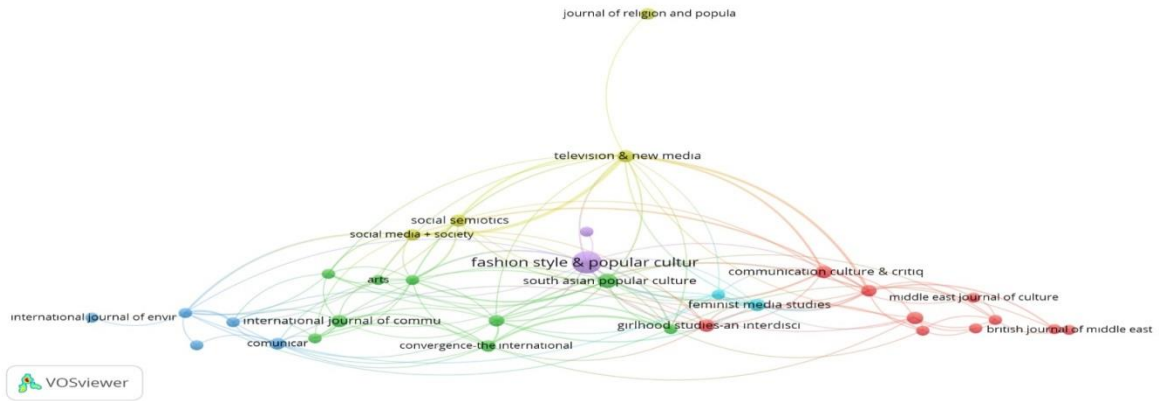 journal of religion and popula
television & new media
social semiotics
social media + society
fashion style & popular cultur
communication culture & critiq
arts
south asian popular culture
middle east journal of culture
feminist media studies
international journal of envir
international journal of commu
girlhood studies-an interdisci
british journal of middle east
comunicar
convergence-the international
VOSviewer